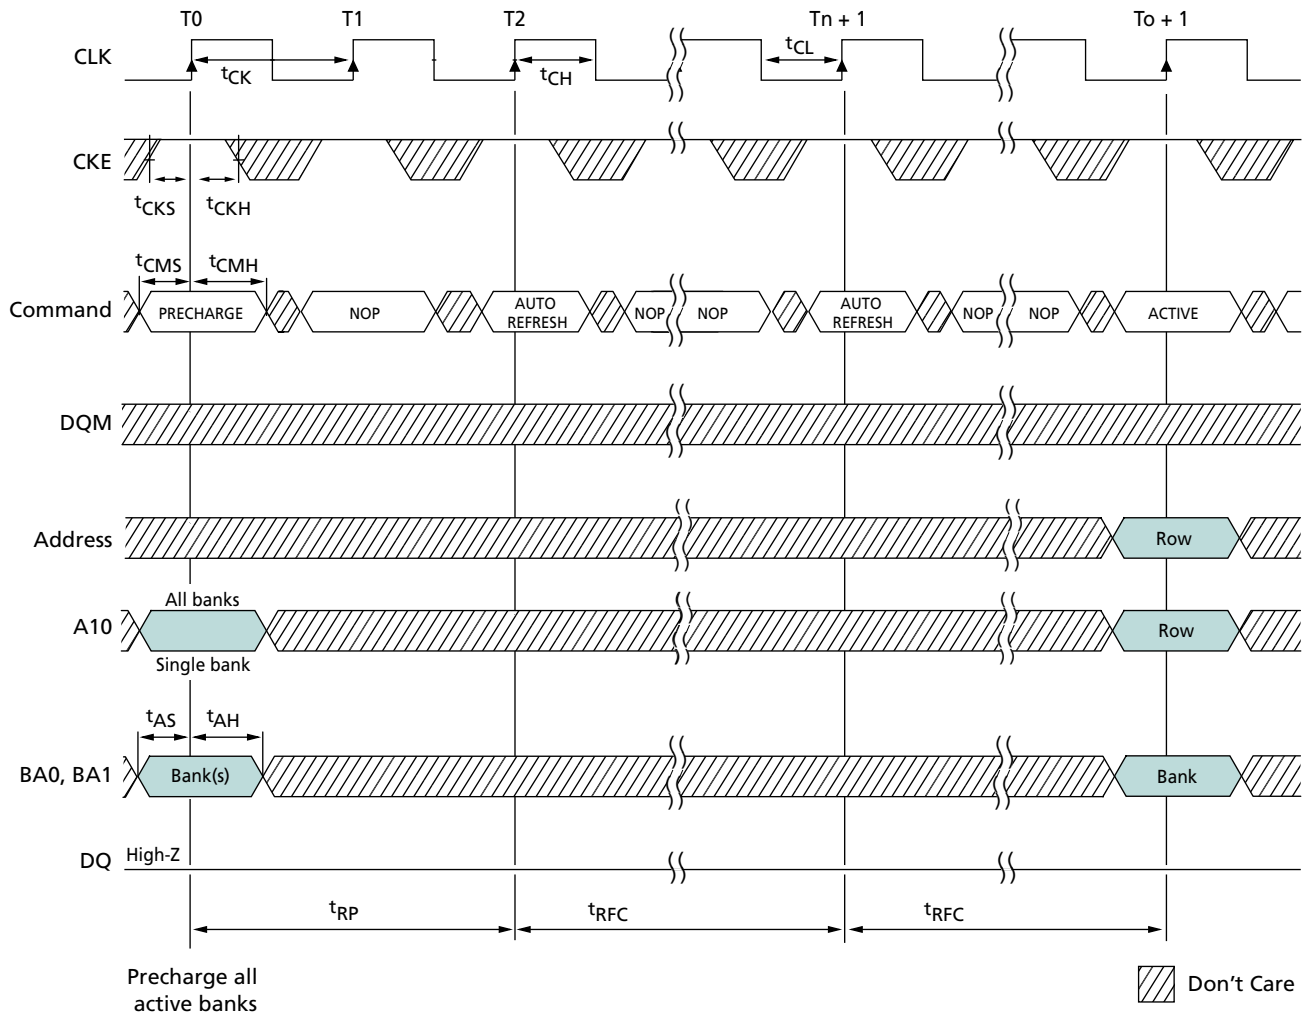 T0 T1 T2 Tn + 1 To + 1
CLK
tCK tCH tCL
CKE
tCKS tCKH
tCMS tCMH
Command PRECHARGE NOP AUTO REFRESH NOP NOP AUTO REFRESH NOP NOP ACTIVE
DQM
Address Row
All banks
A10 Row
Single bank
tAS tAH
BA0, BA1 Bank(s) Bank
DQ High-Z
tRP tRFC tRFC
Precharge all
active banks
Don't Care